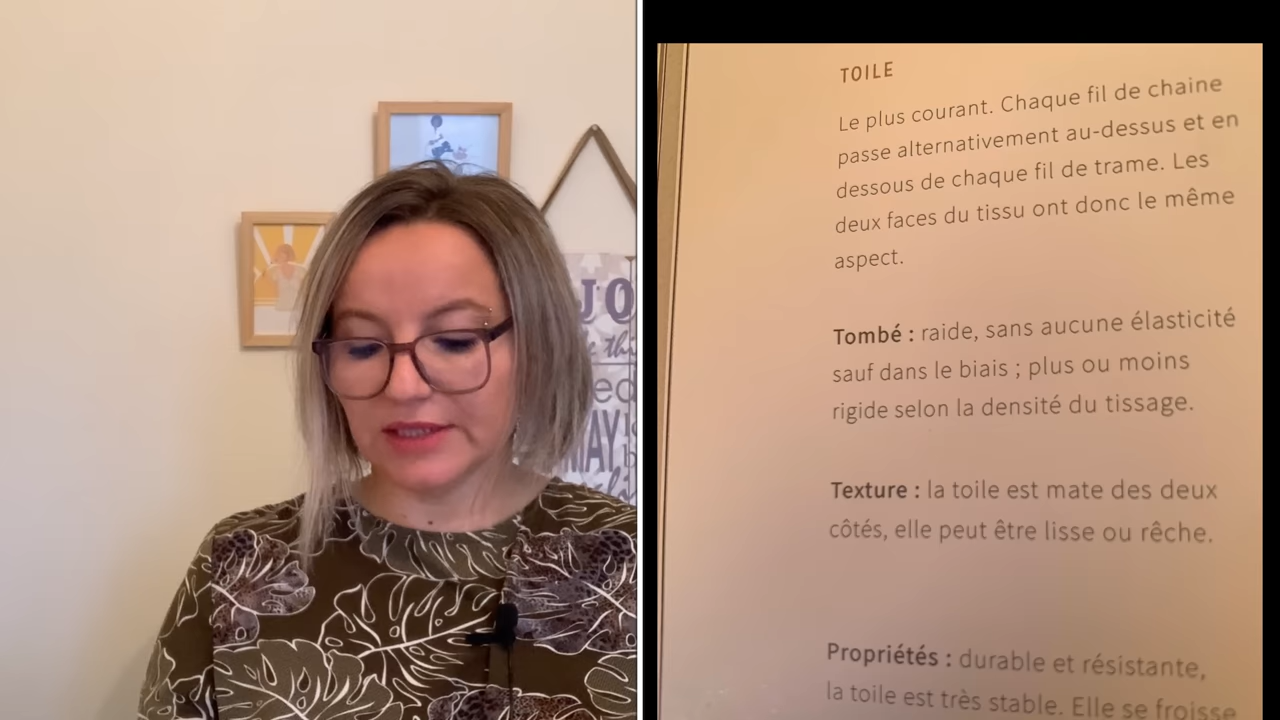 JO
TOILE
Le plus courant. Chaque fil de chaine
passe alternativement au-dessus et en
dessous de chaque fil de trame. Les
deux faces du tissu ont donc le même
aspect.
Tombé : raide, sans aucune élasticité
sauf dans le biais ; plus ou moins
rigide selon la densité du tissage.
Texture : la toile est mate des deux
côtés, elle peut être lisse ou rêche.
Propriétés : durable et résistante,
la toile est très stable. Elle se froisse